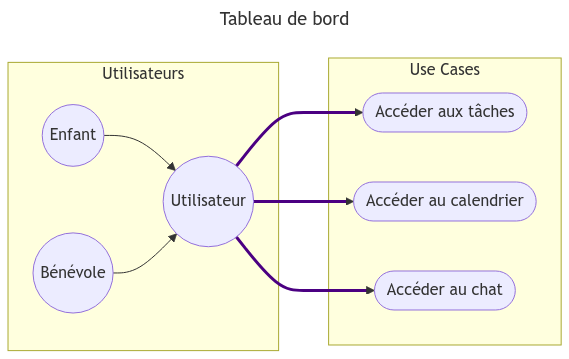 Tableau de bord
Utilisateurs
Enfant
Bénévole
Utilisateur
Use Cases
Accéder aux tâches
Accéder au calendrier
Accéder au chat